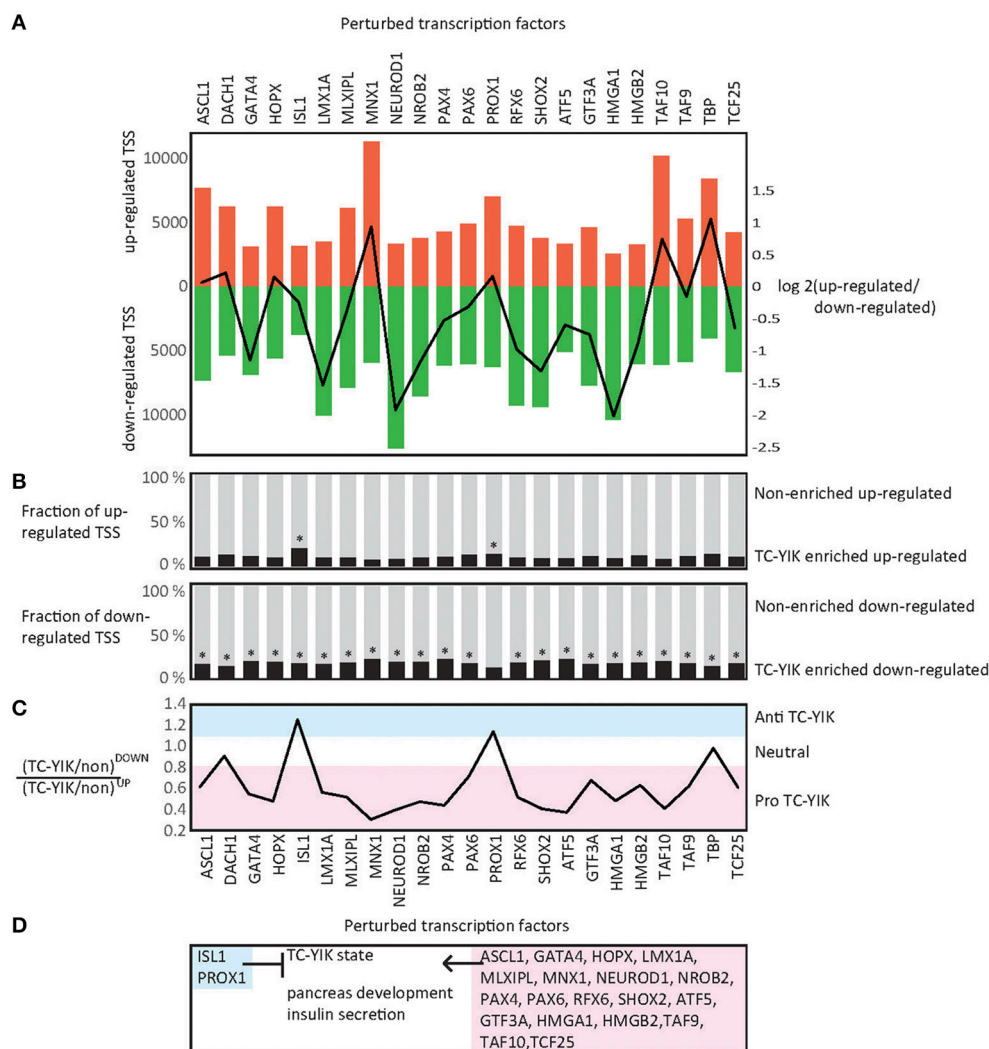 A
Perturbed transcription factors
ASCL1
DACH1
GATA4
HOPX
ISL1
LMX1A
MLXIPL
MNX1
NEUROD1
NROB2
PAX4
PAX6
PROX1
RFX6
SHOX2
ATF5
GTF3A
HMGA1
HMGB2
TAF10
TAF9
TBP
TCF25
up-regulated TSS
down-regulated TSS
10000
5000
0
5000
10000
1.5
1
0.5
0
-0.5
-1
-1.5
-2
-2.5
log 2(up-regulated/
down-regulated)
B
Fraction of up-
regulated TSS
100 %
50 %
0 %
* *
Non-enriched up-regulated
TC-YIK enriched up-regulated
Fraction of down-
regulated TSS
100 %
50 %
0 %
* * * * * * * * * * * * * * * * * * * * * *
Non-enriched down-regulated
TC-YIK enriched down-regulated
C
(TC-YIK/non)DOWN
(TC-YIK/non)UP
1.4
1.2
1.0
0.8
0.6
0.4
0.2
Anti TC-YIK
Neutral
Pro TC-YIK
ASCL1
DACH1
GATA4
HOPX
ISL1
LMX1A
MLXIPL
MNX1
NEUROD1
NROB2
PAX4
PAX6
PROX1
RFX6
SHOX2
ATF5
GTF3A
HMGA1
HMGB2
TAF10
TAF9
TBP
TCF25
Perturbed transcription factors
D
ISL1
PROX1
TC-YIK state
pancreas development
insulin secretion
ASCL1, GATA4, HOPX, LMX1A,
MLXIPL, MNX1, NEUROD1, NROB2,
PAX4, PAX6, RFX6, SHOX2, ATF5,
GTF3A, HMGA1, HMGB2,TAF9,
TAF10,TCF25